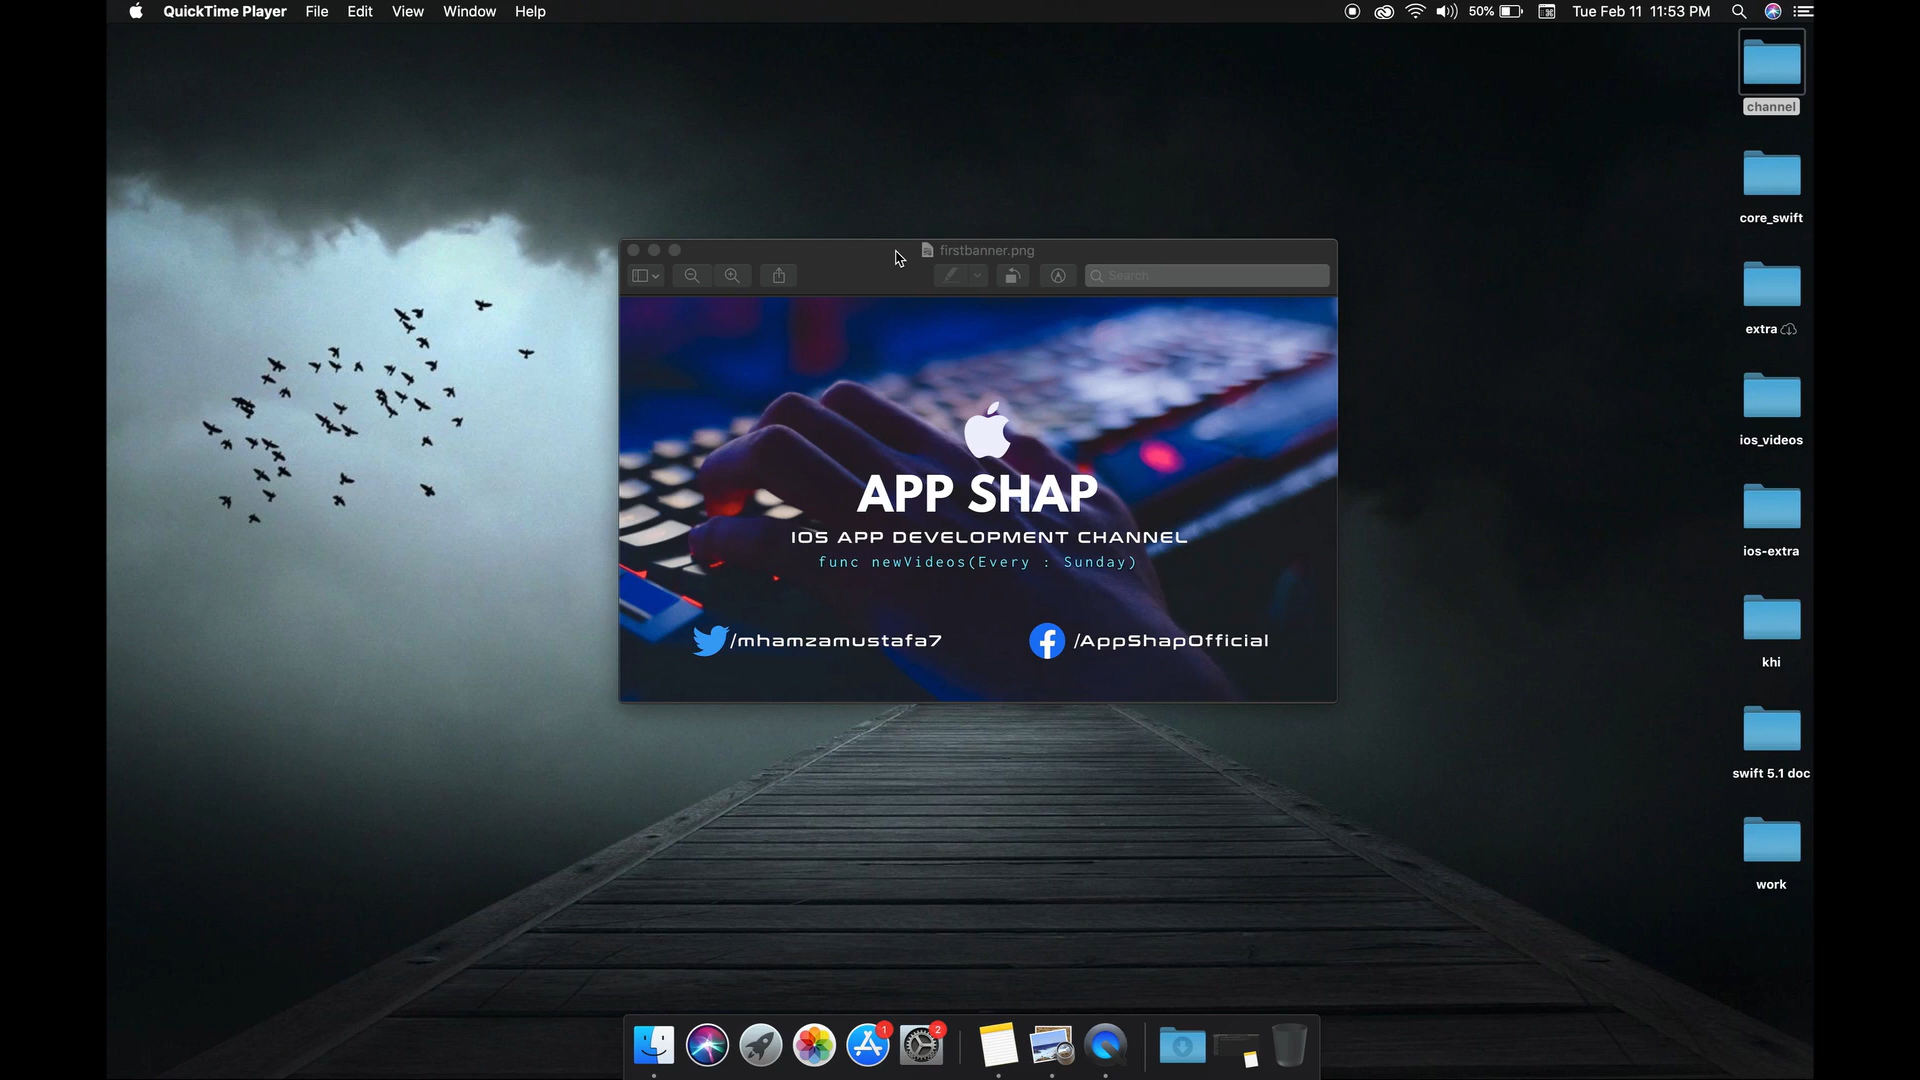 QuickTime Player File Edit View Window Help 50% Tue Feb 11 11:53 PM
channel
core_swift
extra
ios_videos
ios-extra
khi
swift 5.1 doc
work
firstbanner.png
Search
APP SHAP
IOS APP DEVELOPMENT CHANNEL
func newVideos(Every : Sunday)
/mhamzamustafa7 /AppShapOfficial
1 2